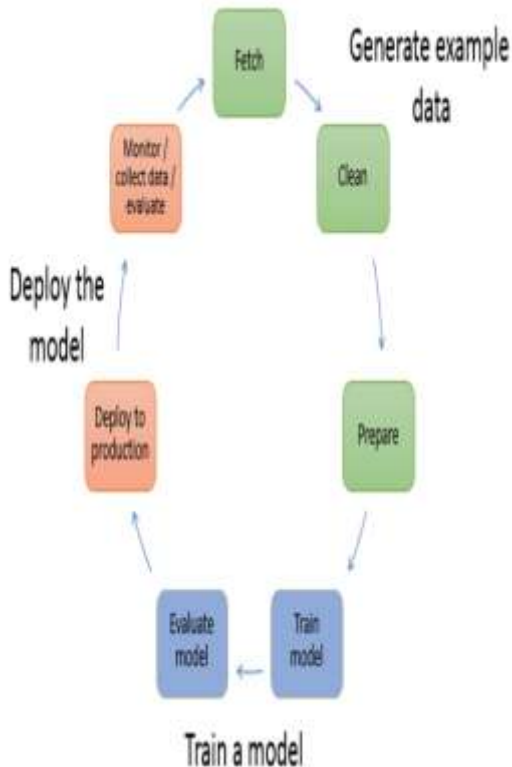 Fetch
Generate example
data
Clean
Prepare
Train
model
Train a model
Evaluate
model
Deploy to
production
Deploy the
model
Monitor /
collect data /
evaluate